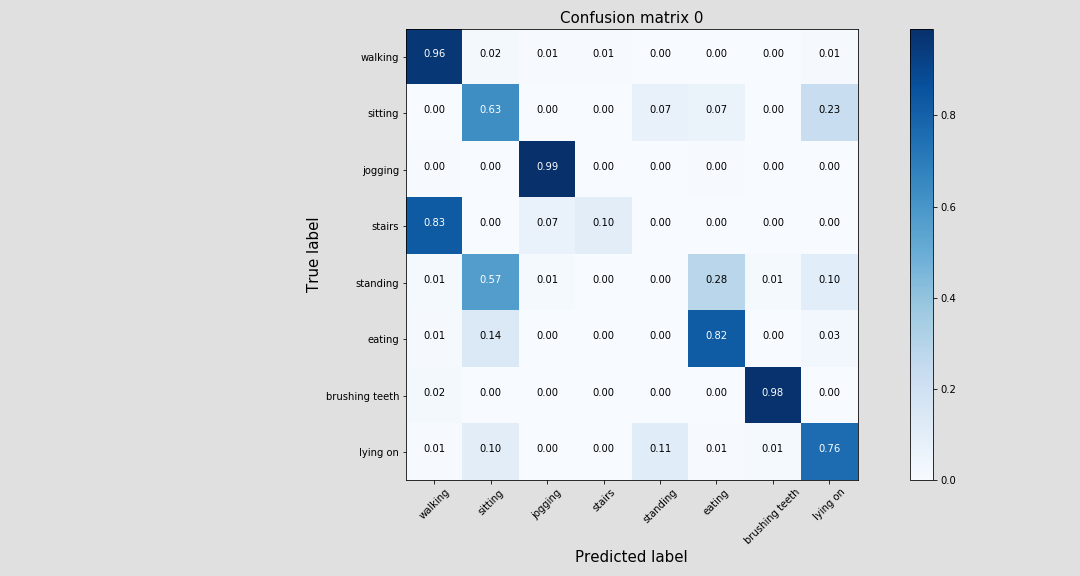 Confusion matrix 0
walking 0.96 0.02 0.01 0.01 0.00 0.00 0.00 0.01
sitting 0.00 0.63 0.00 0.00 0.07 0.07 0.00 0.23
jogging 0.00 0.00 0.99 0.00 0.00 0.00 0.00 0.00
stairs 0.83 0.00 0.07 0.10 0.00 0.00 0.00 0.00
standing 0.01 0.57 0.01 0.00 0.00 0.28 0.01 0.10
eating 0.01 0.14 0.00 0.00 0.00 0.82 0.00 0.03
brushing teeth 0.02 0.00 0.00 0.00 0.00 0.00 0.98 0.00
lying on 0.01 0.10 0.00 0.00 0.11 0.01 0.01 0.76
walking sitting jogging stairs standing eating brushing teeth lying on
True label
Predicted label
0.8
0.6
0.4
0.2
0.0